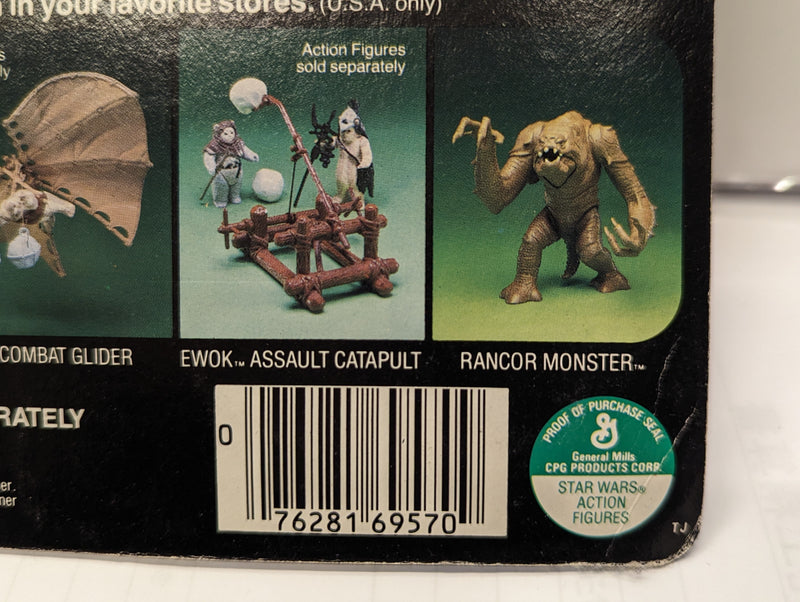 in your favorite stores. (U.S.A. only)
Action Figures
sold separately
COMBAT GLIDER
EWOK™ ASSAULT CATAPULT
RANCOR MONSTER™
RATELY
0
76281 69570
PROOF OF PURCHASE SEAL
General Mills
CPG PRODUCTS CORP.
STAR WARS®
ACTION
FIGURES
TJ